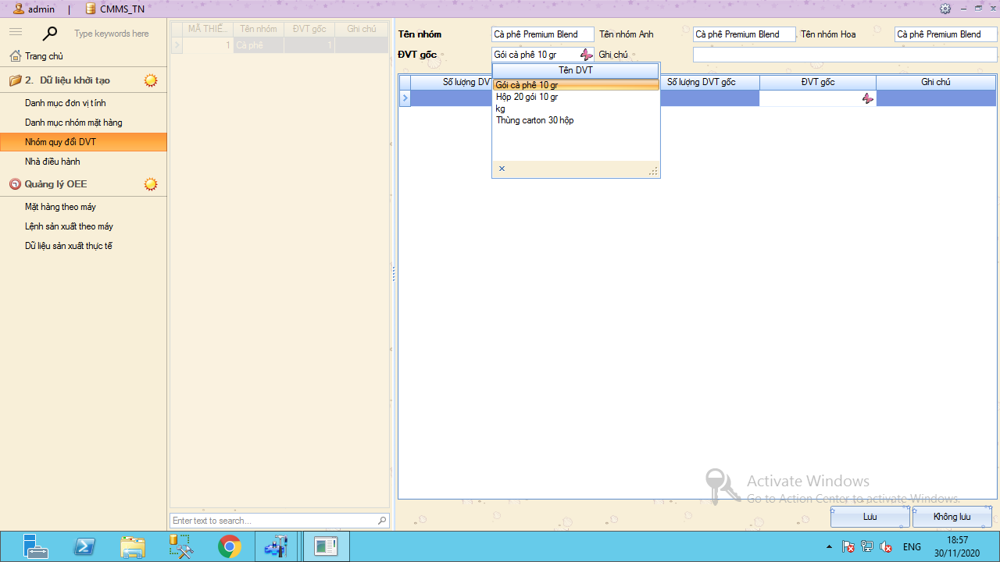 admin | CMMS_TN
Type keywords here
Trang chủ
2. Dữ liệu khởi tạo
Danh mục đơn vị tính
Danh mục nhóm mặt hàng
Nhóm quy đổi DVT
Nhà điều hành
Quảng lý OEE
Mặt hàng theo máy
Lệnh sản xuất theo máy
Dữ liệu sản xuất thực tế
MÃ THIẾ... Tên nhóm ĐVT gốc Ghi chú
1 Cà phê 1
Enter text to search...
Tên nhóm Cà phê Premium Blend Tên nhóm Anh Cà phê Premium Blend Tên nhóm Hoa Cà phê Premium Blend
ĐVT gốc Gói cà phê 10 gr Ghị chú
Tên DVT
Gói cà phê 10 gr
Hộp 20 gói 10 gr
kg
Thùng carton 30 hộp
Số lượng DVT Số lượng DVT gốc ĐVT gốc Ghi chú
Activate Windows
Go to Action Center to activate Windows.
Lưu Không lưu
ENG 18:57
30/11/2020